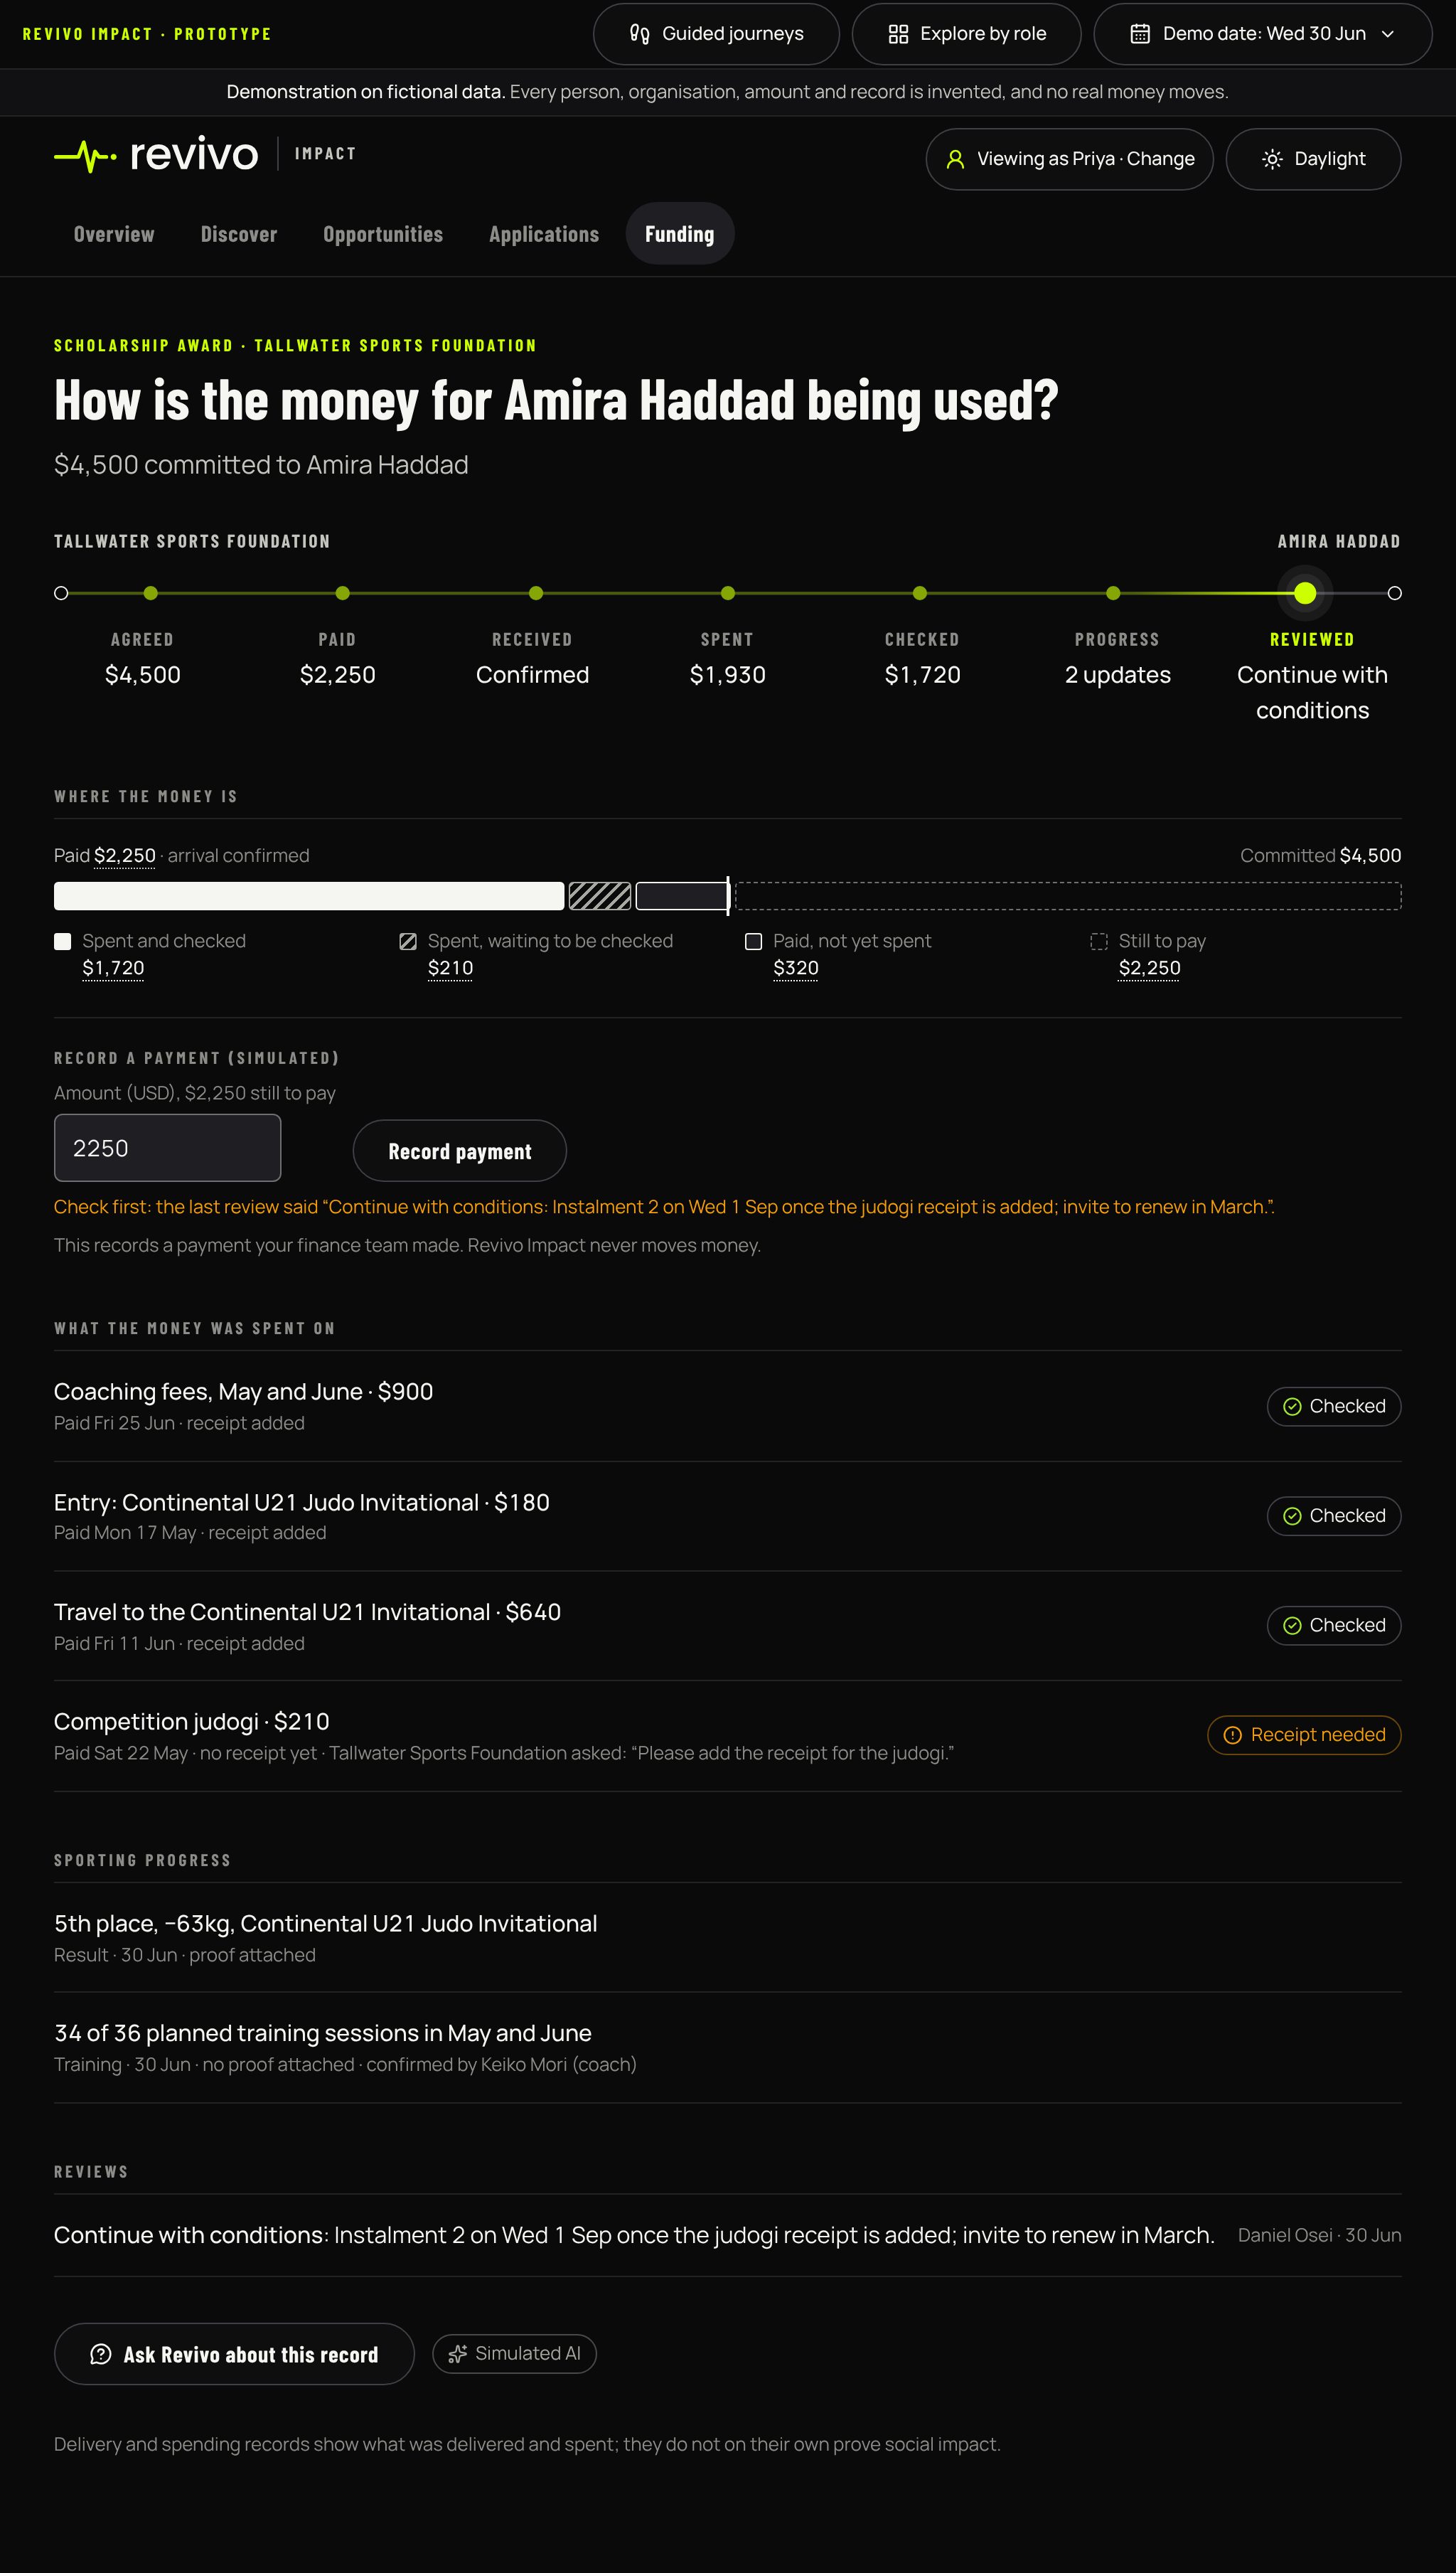 REVIVO IMPACT · PROTOTYPE
Guided journeys
Explore by role
Demo date: Wed 30 Jun
Demonstration on fictional data. Every person, organisation, amount and record is invented, and no real money moves.
revivo
IMPACT
Viewing as Priya · Change
Daylight
Overview
Discover
Opportunities
Applications
Funding
SCHOLARSHIP AWARD · TALLWATER SPORTS FOUNDATION
How is the money for Amira Haddad being used?
$4,500 committed to Amira Haddad
TALLWATER SPORTS FOUNDATION
AMIRA HADDAD
AGREED
$4,500
PAID
$2,250
RECEIVED
Confirmed
SPENT
$1,930
CHECKED
$1,720
PROGRESS
2 updates
REVIEWED
Continue with
conditions
WHERE THE MONEY IS
Paid $2,250 · arrival confirmed
Committed $4,500
Spent and checked
$1,720
Spent, waiting to be checked
$210
Paid, not yet spent
$320
Still to pay
$2,250
RECORD A PAYMENT (SIMULATED)
Amount (USD), $2,250 still to pay
2250
Record payment
Check first: the last review said “Continue with conditions: Instalment 2 on Wed 1 Sep once the judogi receipt is added; invite to renew in March.”.
This records a payment your finance team made. Revivo Impact never moves money.
WHAT THE MONEY WAS SPENT ON
Coaching fees, May and June · $900
Paid Fri 25 Jun · receipt added
Checked
Entry: Continental U21 Judo Invitational · $180
Paid Mon 17 May · receipt added
Checked
Travel to the Continental U21 Invitational · $640
Paid Fri 11 Jun · receipt added
Checked
Competition judogi · $210
Paid Sat 22 May · no receipt yet · Tallwater Sports Foundation asked: “Please add the receipt for the judogi.”
Receipt needed
SPORTING PROGRESS
5th place, −63kg, Continental U21 Judo Invitational
Result · 30 Jun · proof attached
34 of 36 planned training sessions in May and June
Training · 30 Jun · no proof attached · confirmed by Keiko Mori (coach)
REVIEWS
Continue with conditions: Instalment 2 on Wed 1 Sep once the judogi receipt is added; invite to renew in March.
Daniel Osei · 30 Jun
Ask Revivo about this record
Simulated AI
Delivery and spending records show what was delivered and spent; they do not on their own prove social impact.